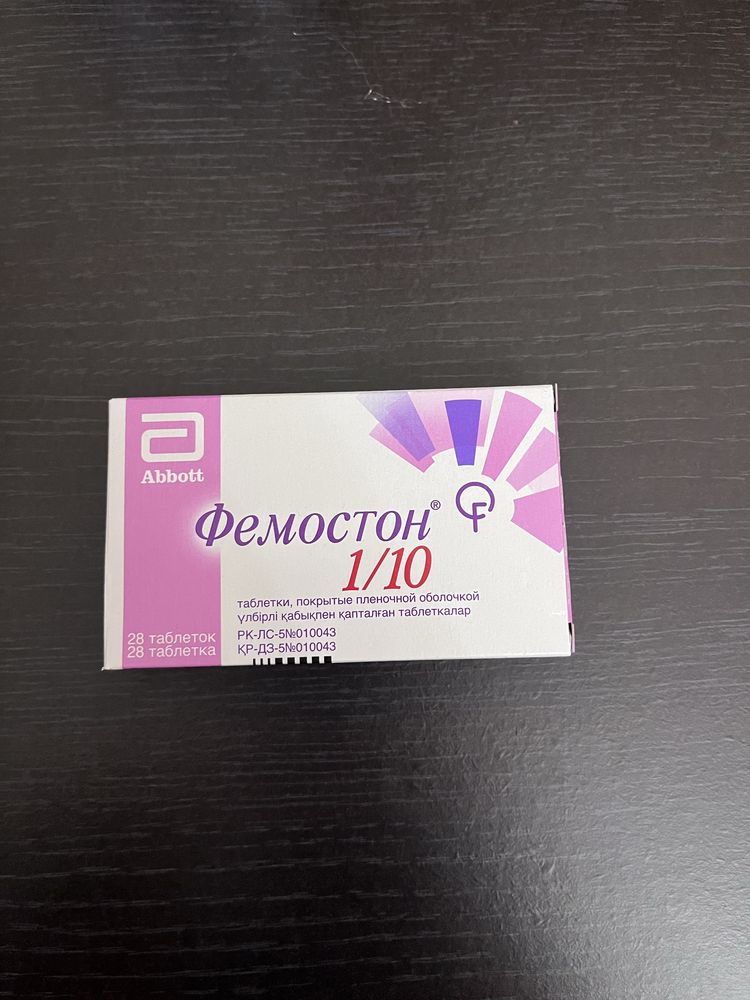 Abbott
Фемостон®
1/10
таблетки, покрытые пленочной оболочкой
үлбірлі қабықпен қапталған таблеткалар
28 таблеток
28 таблетка
РК-ЛС-5№010043
ҚР-ДЗ-5№010043